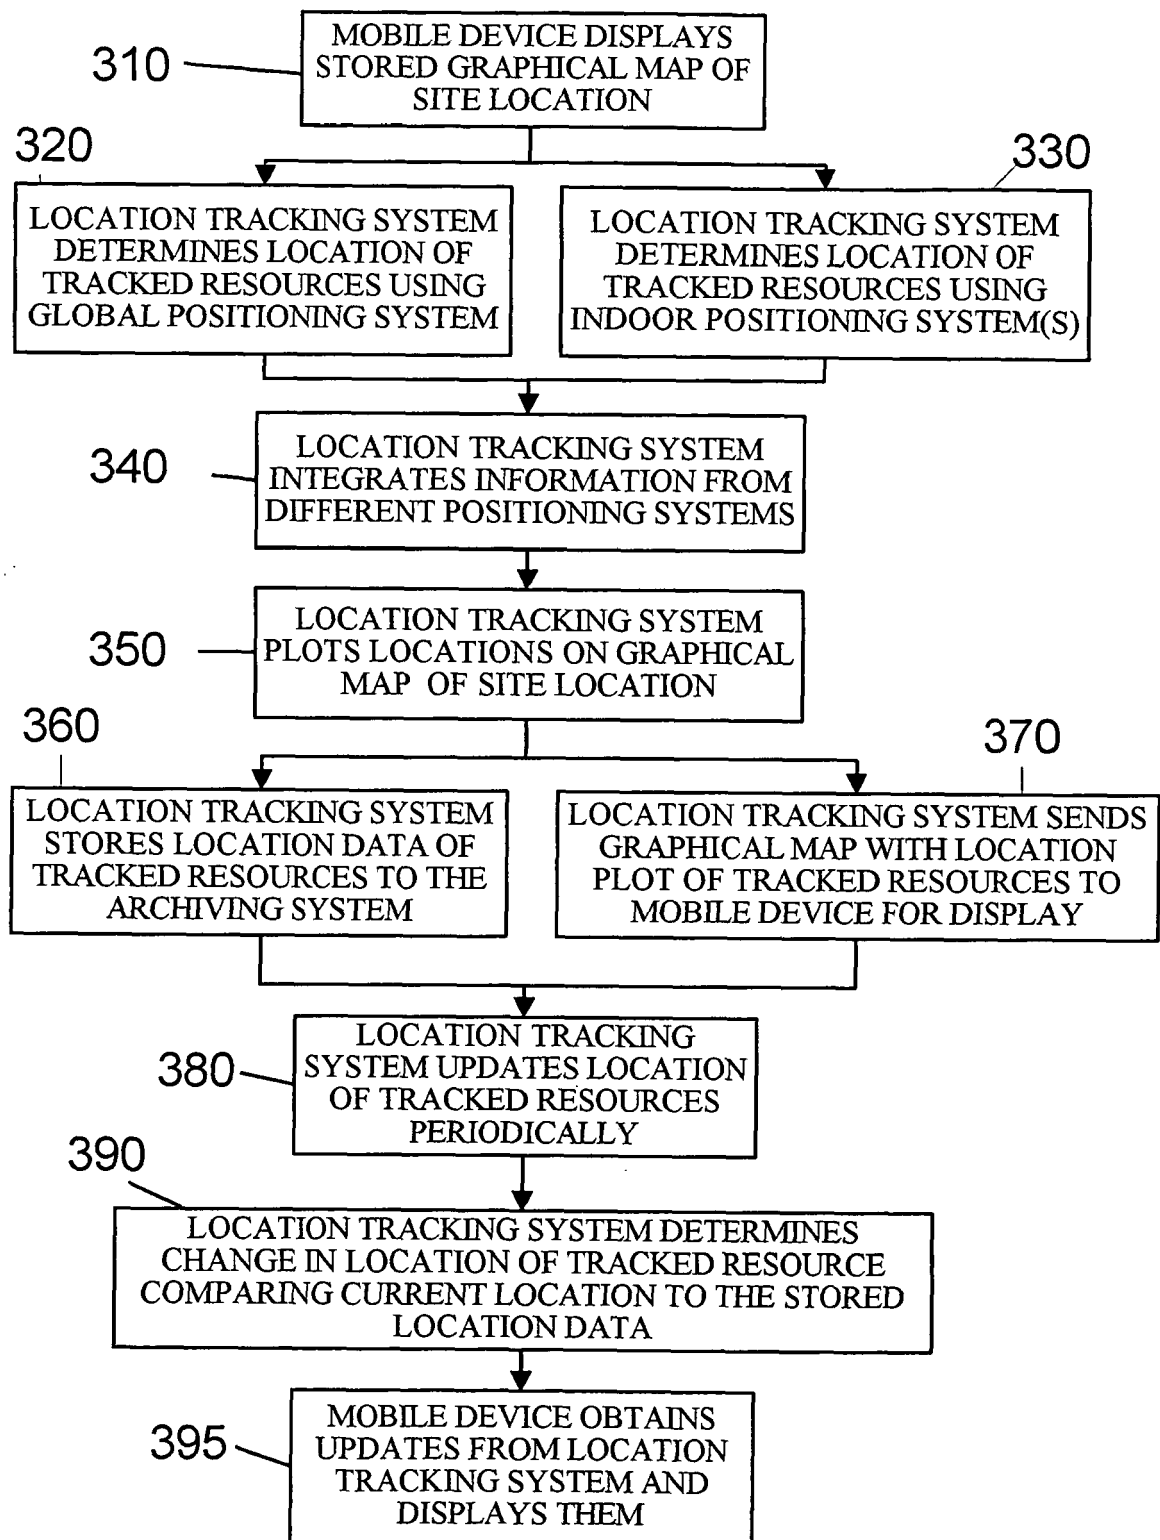 310
MOBILE DEVICE DISPLAYS
STORED GRAPHICAL MAP OF
SITE LOCATION
320
LOCATION TRACKING SYSTEM
DETERMINES LOCATION OF
TRACKED RESOURCES USING
GLOBAL POSITIONING SYSTEM
330
LOCATION TRACKING SYSTEM
DETERMINES LOCATION OF
TRACKED RESOURCES USING
INDOOR POSITIONING SYSTEM(S)
340
LOCATION TRACKING SYSTEM
INTEGRATES INFORMATION FROM
DIFFERENT POSITIONING SYSTEMS
350
LOCATION TRACKING SYSTEM
PLOTS LOCATIONS ON GRAPHICAL
MAP OF SITE LOCATION
360
LOCATION TRACKING SYSTEM
STORES LOCATION DATA OF
TRACKED RESOURCES TO THE
ARCHIVING SYSTEM
370
LOCATION TRACKING SYSTEM SENDS
GRAPHICAL MAP WITH LOCATION
PLOT OF TRACKED RESOURCES TO
MOBILE DEVICE FOR DISPLAY
380
LOCATION TRACKING
SYSTEM UPDATES LOCATION
OF TRACKED RESOURCES
PERIODICALLY
390
LOCATION TRACKING SYSTEM DETERMINES
CHANGE IN LOCATION OF TRACKED RESOURCE
COMPARING CURRENT LOCATION TO THE STORED
LOCATION DATA
395
MOBILE DEVICE OBTAINS
UPDATES FROM LOCATION
TRACKING SYSTEM AND
DISPLAYS THEM